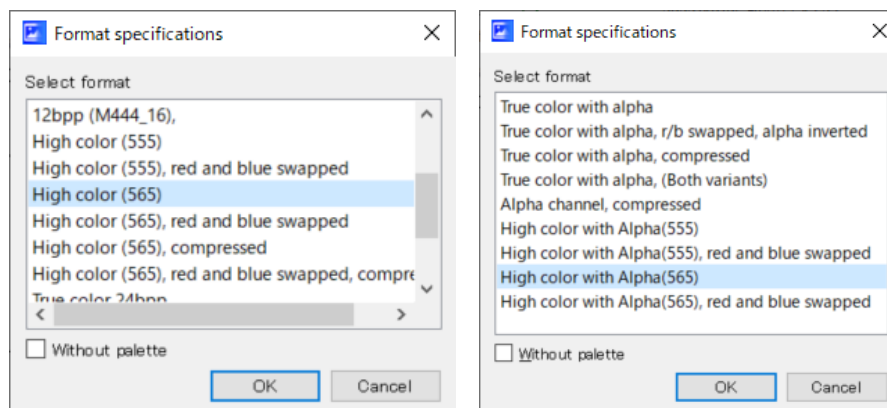 Format specifications
Select format
12bpp (M444_16),
High color (555)
High color (555), red and blue swapped
High color (565)
High color (565), red and blue swapped
High color (565), compressed
High color (565), red and blue swapped, compre
True color 24bpp
Without palette
OK
Cancel
Format specifications
Select format
True color with alpha
True color with alpha, r/b swapped, alpha inverted
True color with alpha, compressed
True color with alpha, (Both variants)
Alpha channel, compressed
High color with Alpha(555)
High color with Alpha(555), red and blue swapped
High color with Alpha(565)
High color with Alpha(565), red and blue swapped
Without palette
OK
Cancel